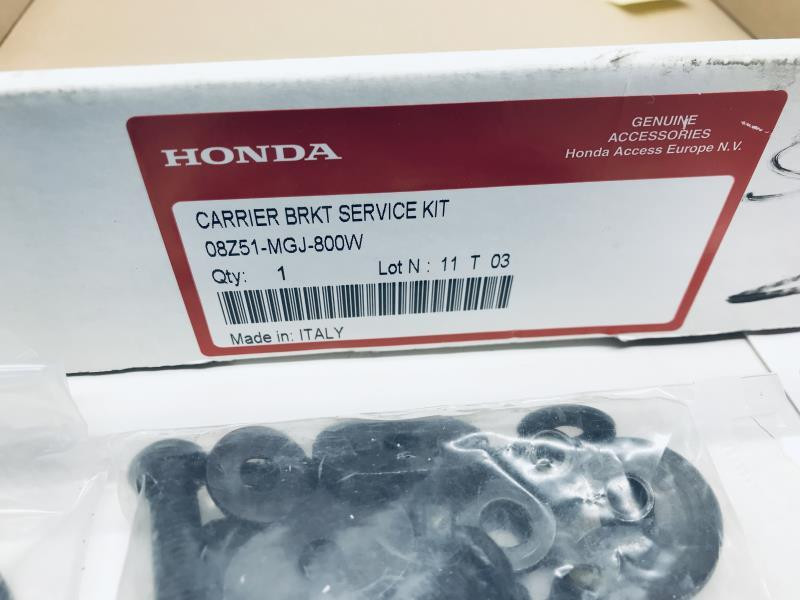 HONDA
GENUINE
ACCESSORIES
Honda Access Europe N.V.
CARRIER BRKT SERVICE KIT
08Z51-MGJ-800W
Qty: 1 Lot N : 11 T 03
Made in: ITALY